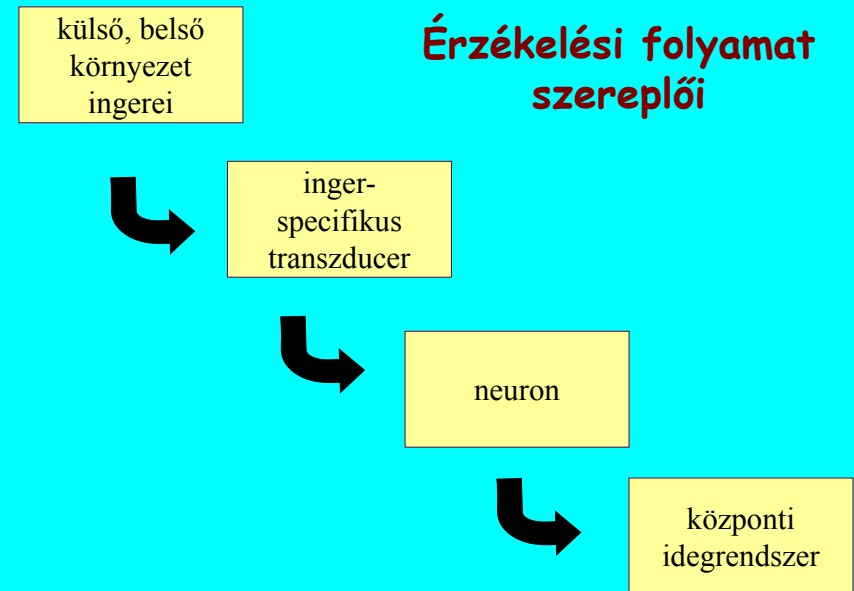 Érzékelési folyamat
szereplői
külső, belső
környezet
ingerei
inger-
specifikus
transzducer
neuron
központi
idegrendszer